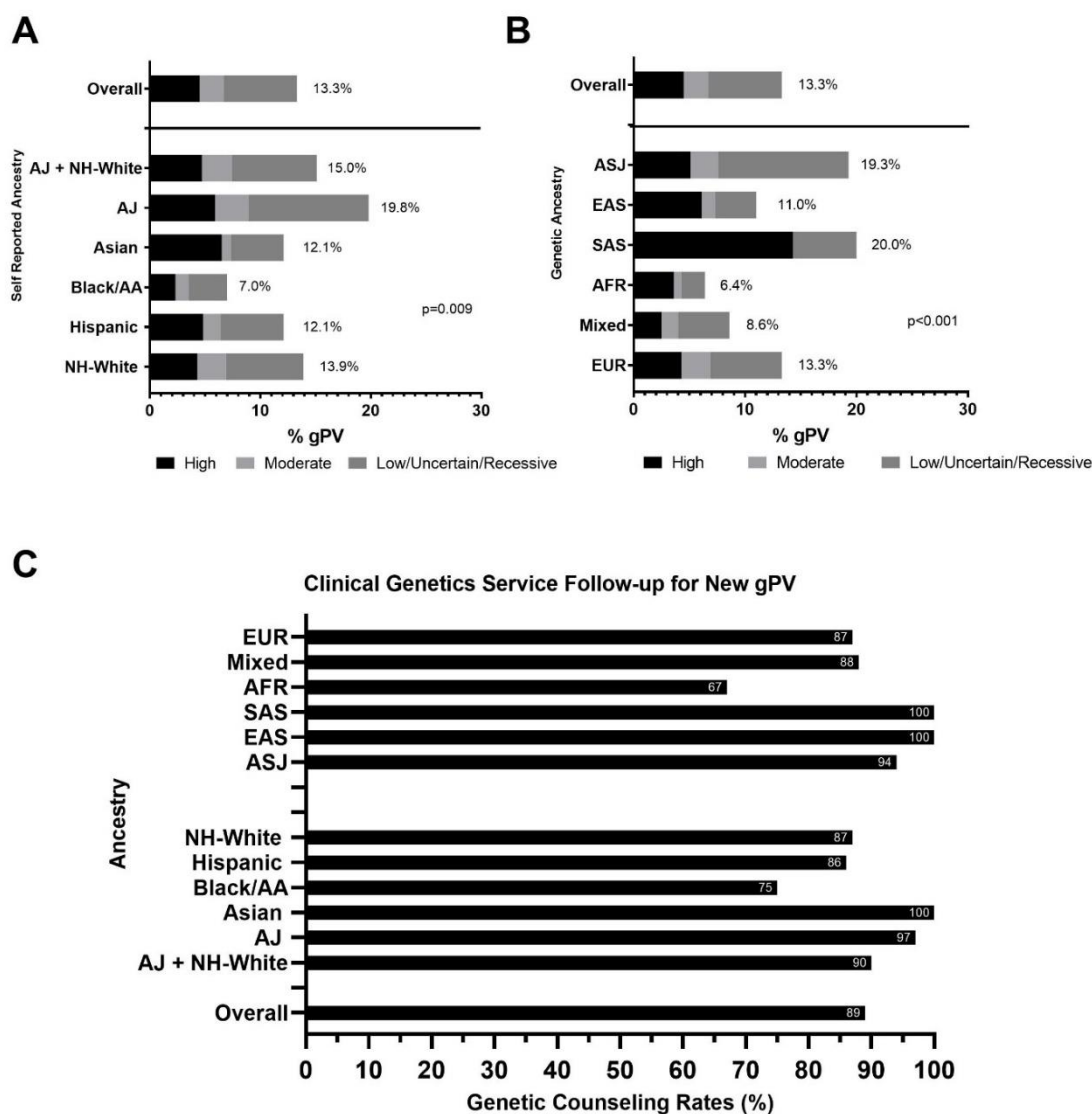 A
Overall
13.3%
AJ + NH-White
15.0%
AJ
19.8%
Asian
12.1%
Black/AA
7.0%
p=0.009
Hispanic
12.1%
NH-White
13.9%
Self Reported Ancestry
0 10 20 30
% gPV
High Moderate Low/Uncertain/Recessive
B
Overall
13.3%
ASJ
19.3%
EAS
11.0%
SAS
20.0%
AFR
6.4%
p<0.001
Mixed
8.6%
EUR
13.3%
Genetic Ancestry
0 10 20 30
% gPV
High Moderate Low/Uncertain/Recessive
C
Clinical Genetics Service Follow-up for New gPV
EUR 87
Mixed 88
AFR 67
SAS 100
EAS 100
ASJ 94
NH-White 87
Hispanic 86
Black/AA 75
Asian 100
AJ 97
AJ + NH-White 90
Overall 89
Ancestry
0 10 20 30 40 50 60 70 80 90 100
Genetic Counseling Rates (%)